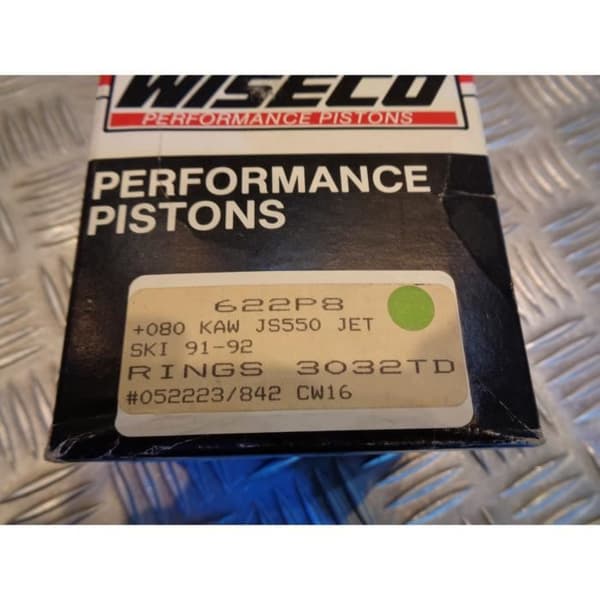 WISECO
PERFORMANCE PISTONS
PERFORMANCE
PISTONS
622P8
+080 KAW JS550 JET
SKI 91-92
RINGS 3032TD
#052223/842 CW16